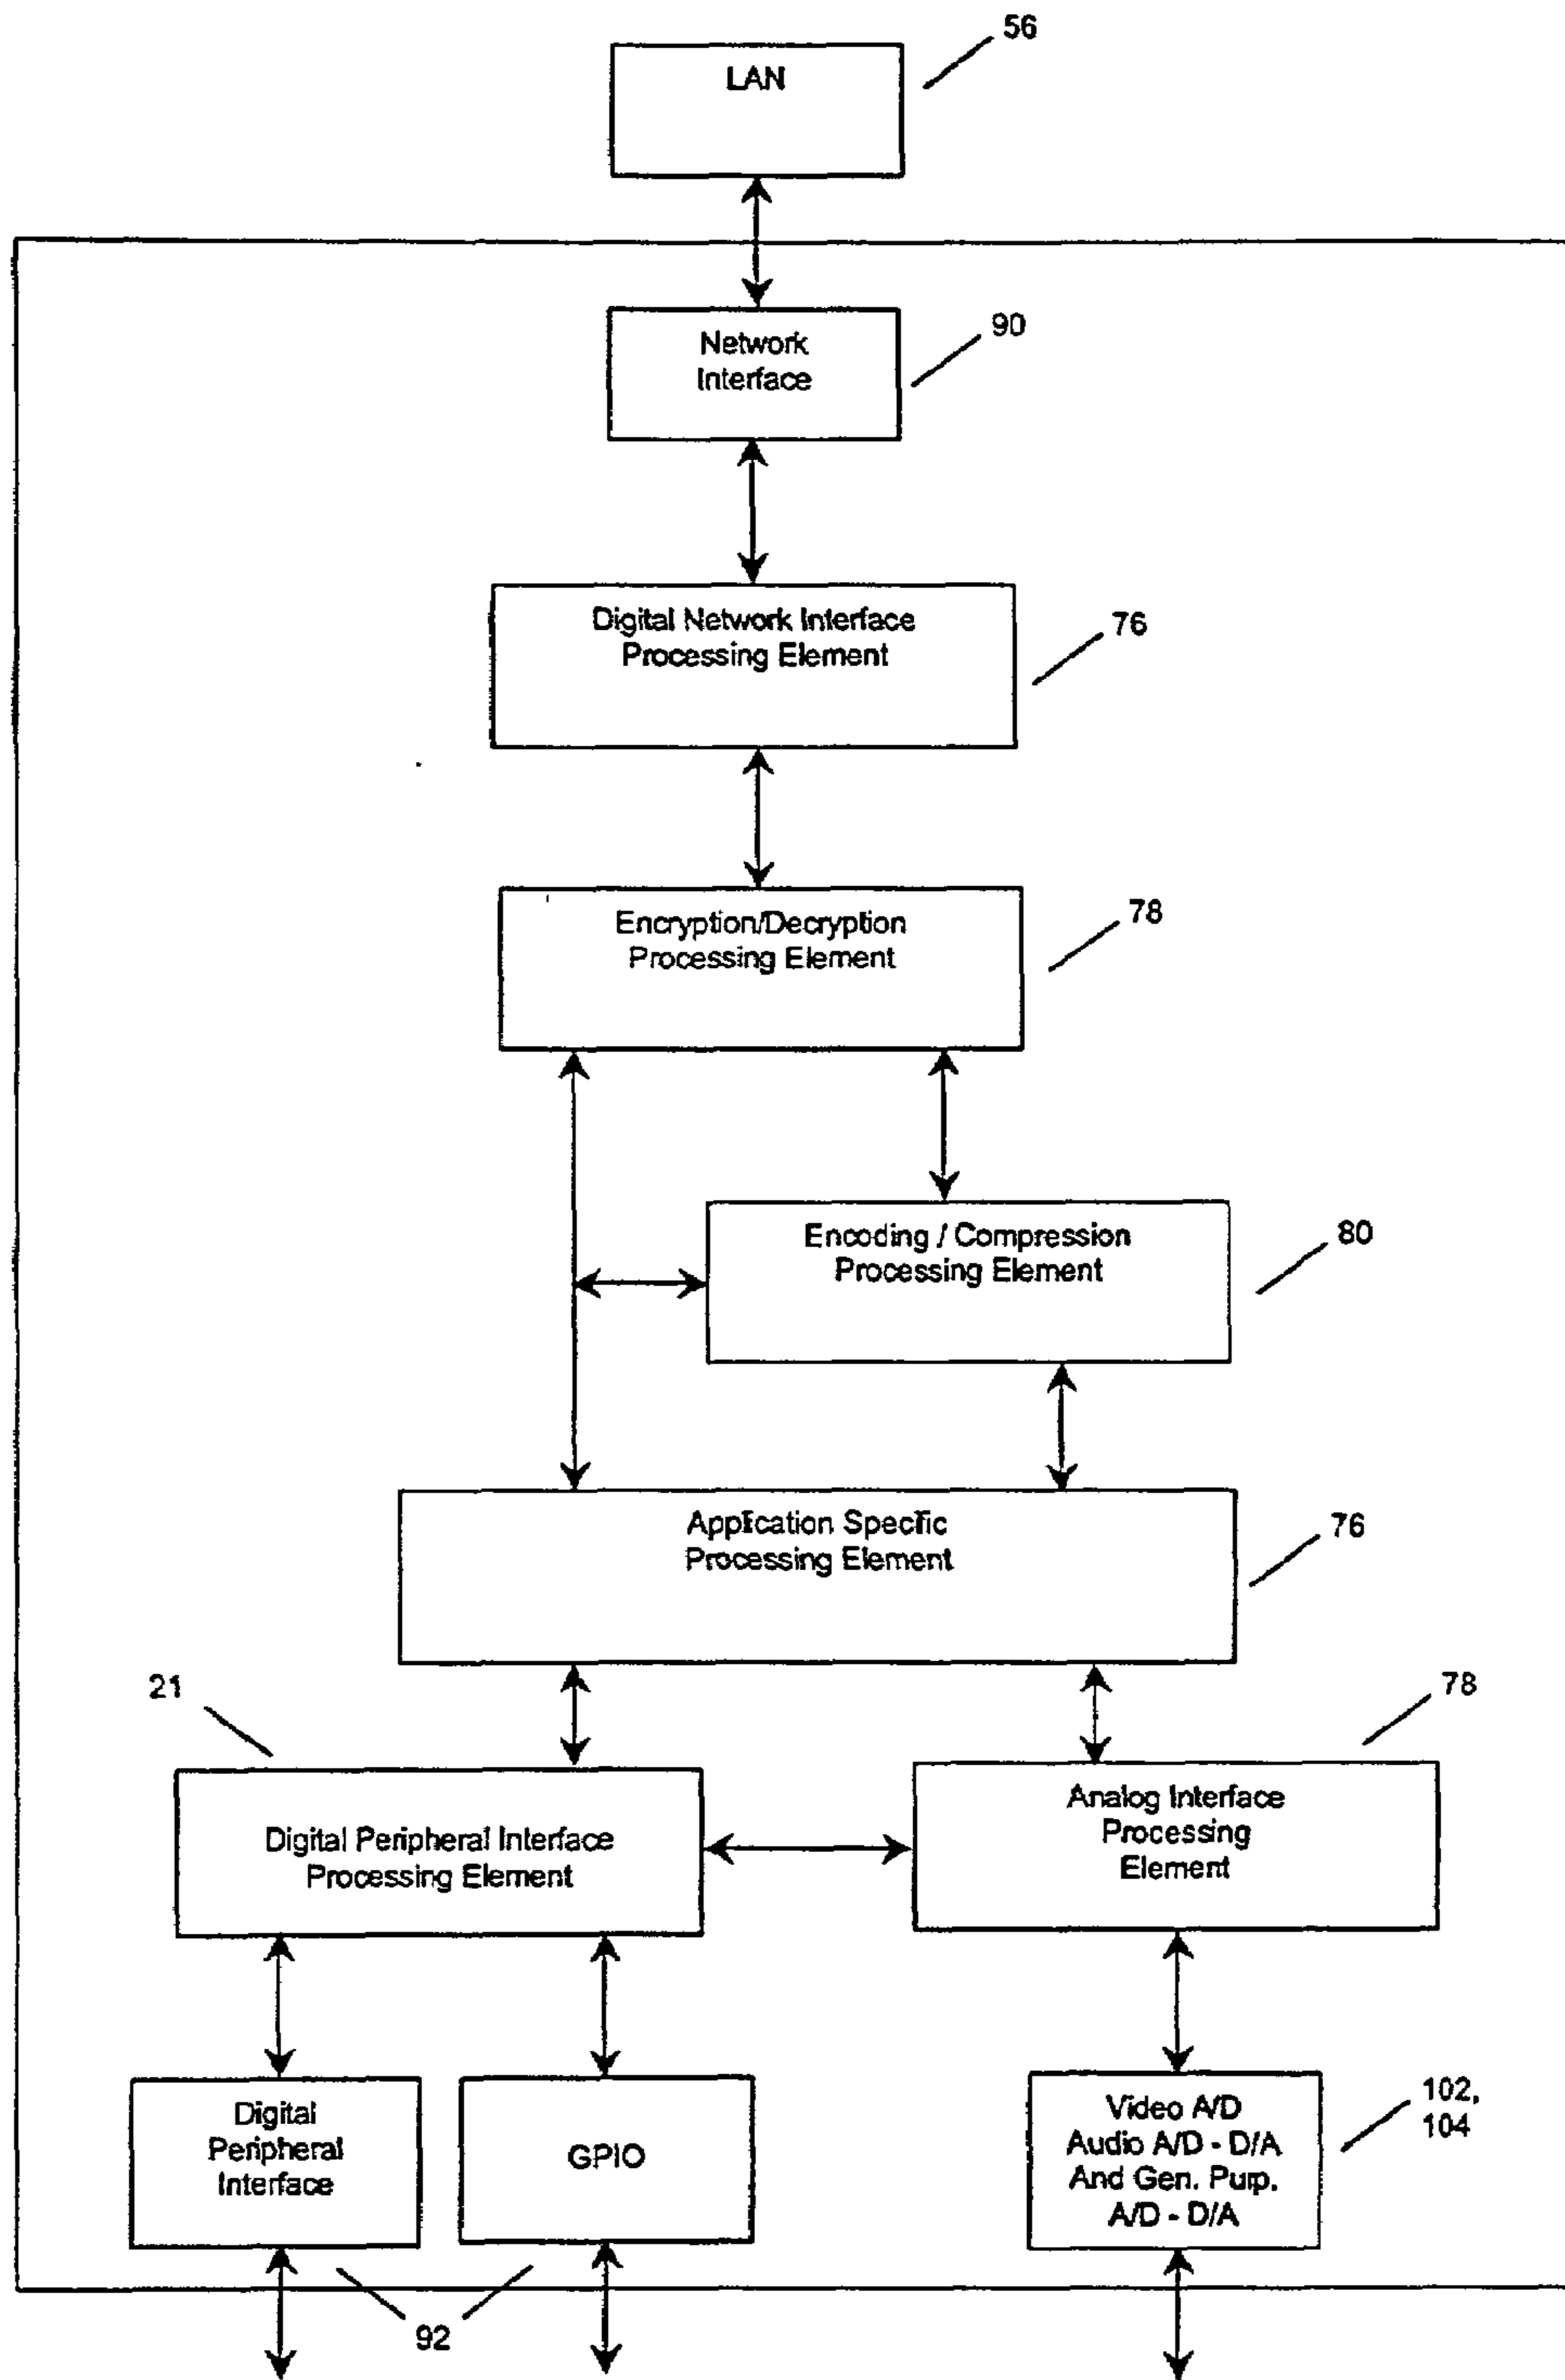 56
LAN
90
Network
Interface
76
Digital Network Interface
Processing Element
78
Encryption/Decryption
Processing Element
80
Encoding / Compression
Processing Element
76
Application Specific
Processing Element
21
78
Digital Peripheral Interface
Processing Element
Analog Interface
Processing
Element
Digital
Peripheral
Interface
GPIO
Video A/D
Audio A/D - D/A
And Gen. Purp.
A/D - D/A
102,
104
92